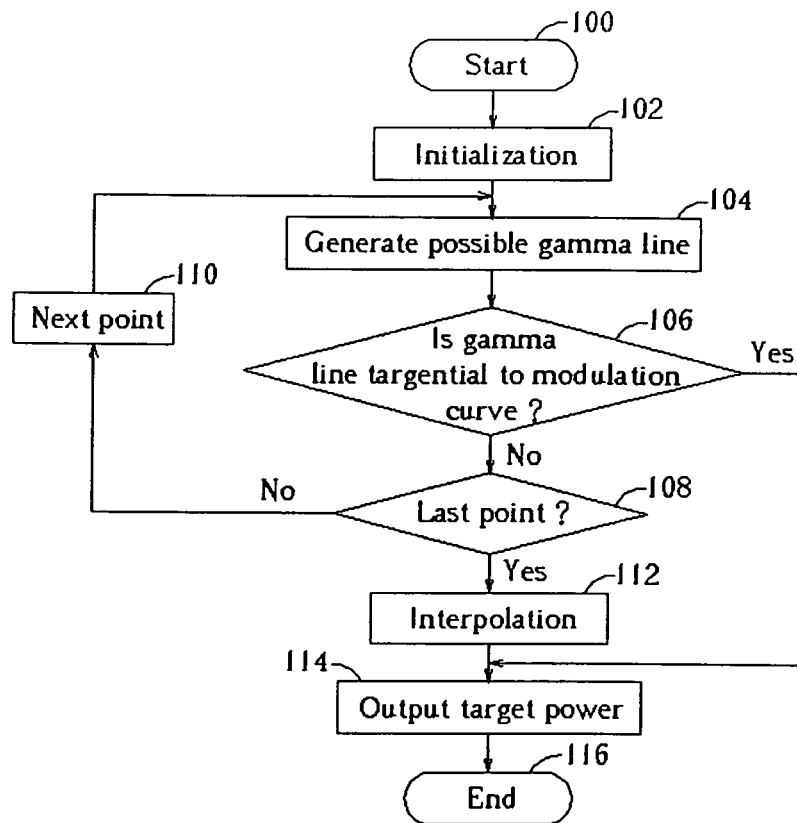 100
Start
102
Initialization
104
Generate possible gamma line
110
Next point
106
Is gamma
line targential to modulation
curve ?
Yes
No
No
108
Last point ?
Yes
112
Interpolation
114
Output target power
116
End